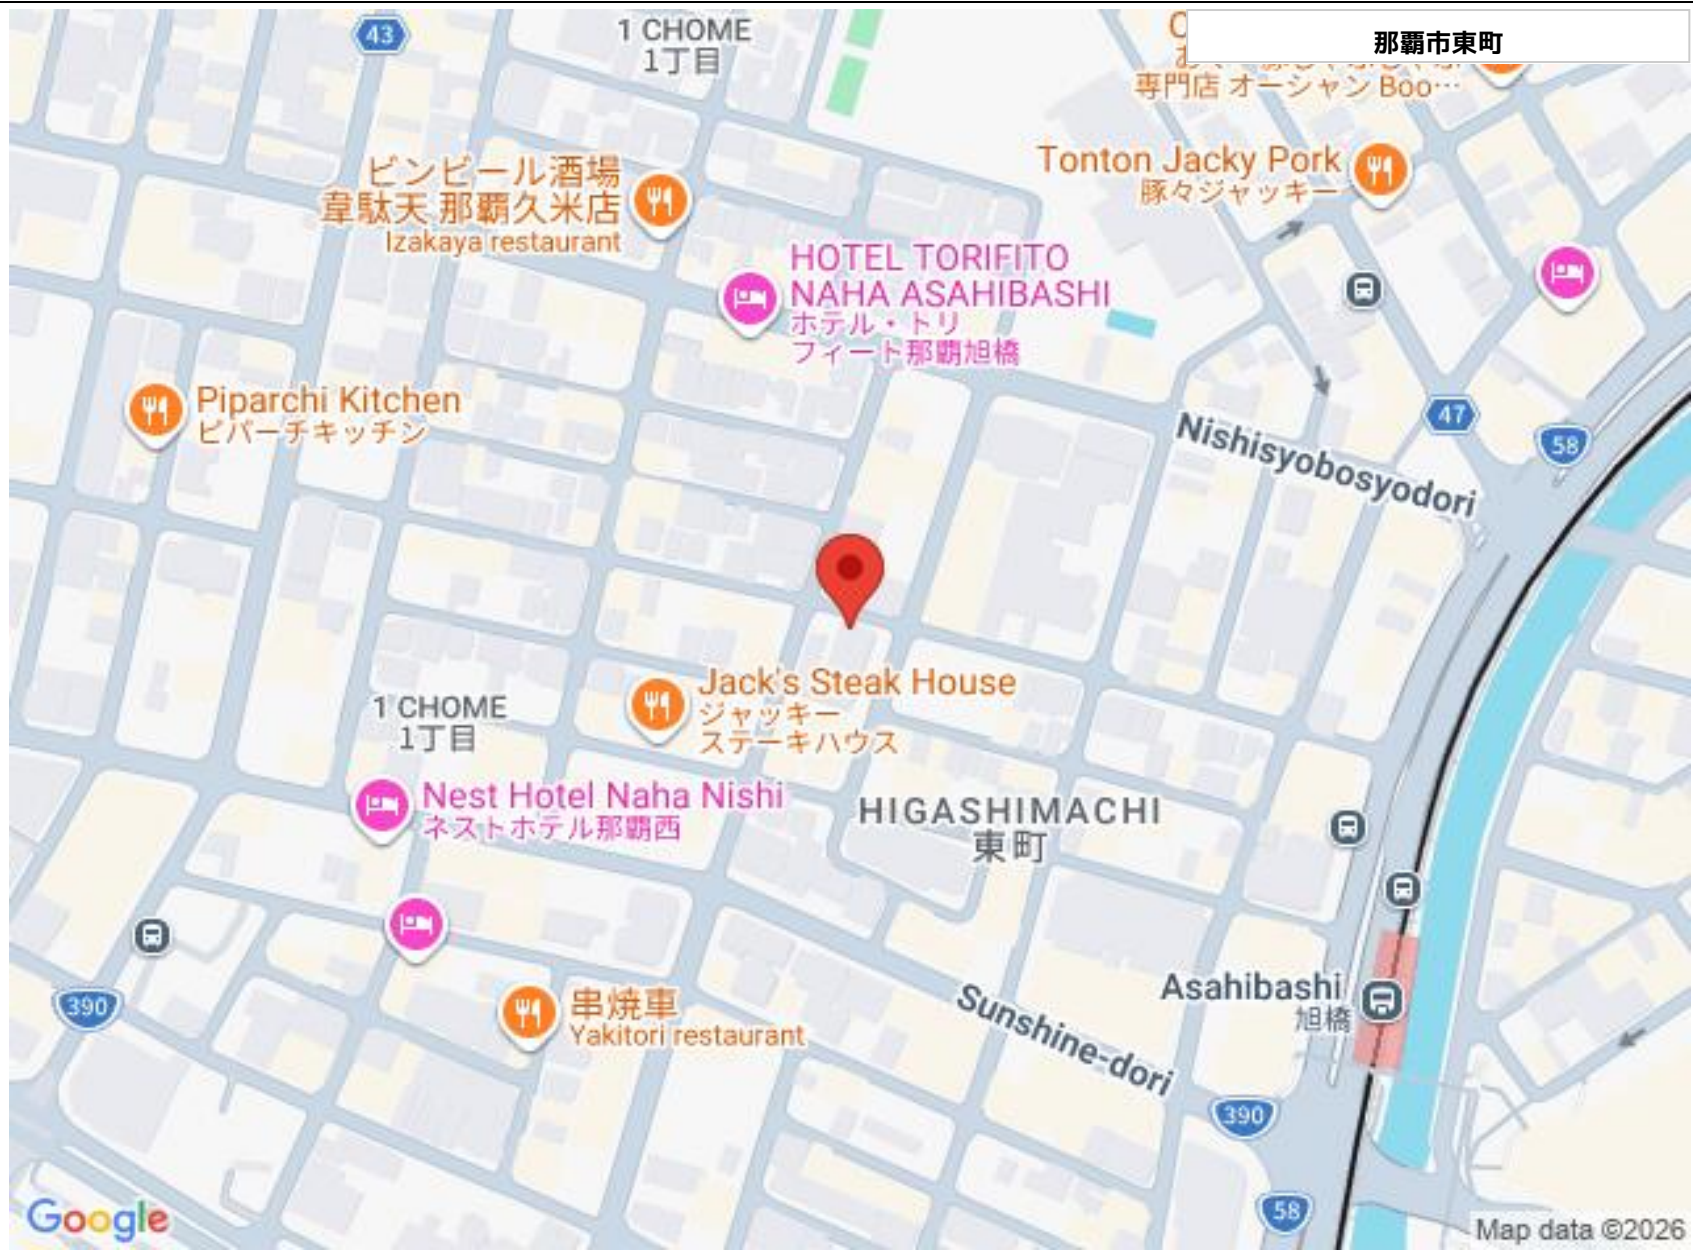 那覇市東町
43
1 CHOME
1丁目
専門店 オーシャン Boo…
Tonton Jacky Pork
豚々ジャッキー
ビンビール酒場
韋駄天 那覇久米店
Izakaya restaurant
HOTEL TORIFITO
NAHA ASAHIBASHI
ホテル・トリ
フィート那覇旭橋
Piparchi Kitchen
ピパーチキッチン
47
58
Nishisyobosyodori
Jack's Steak House
ジャッキー
ステーキハウス
1 CHOME
1丁目
Nest Hotel Naha Nishi
ネストホテル那覇西
HIGASHIMACHI
東町
390
串焼車
Yakitori restaurant
Sunshine-dori
Asahibashi
旭橋
390
58
Google
Map data ©2026